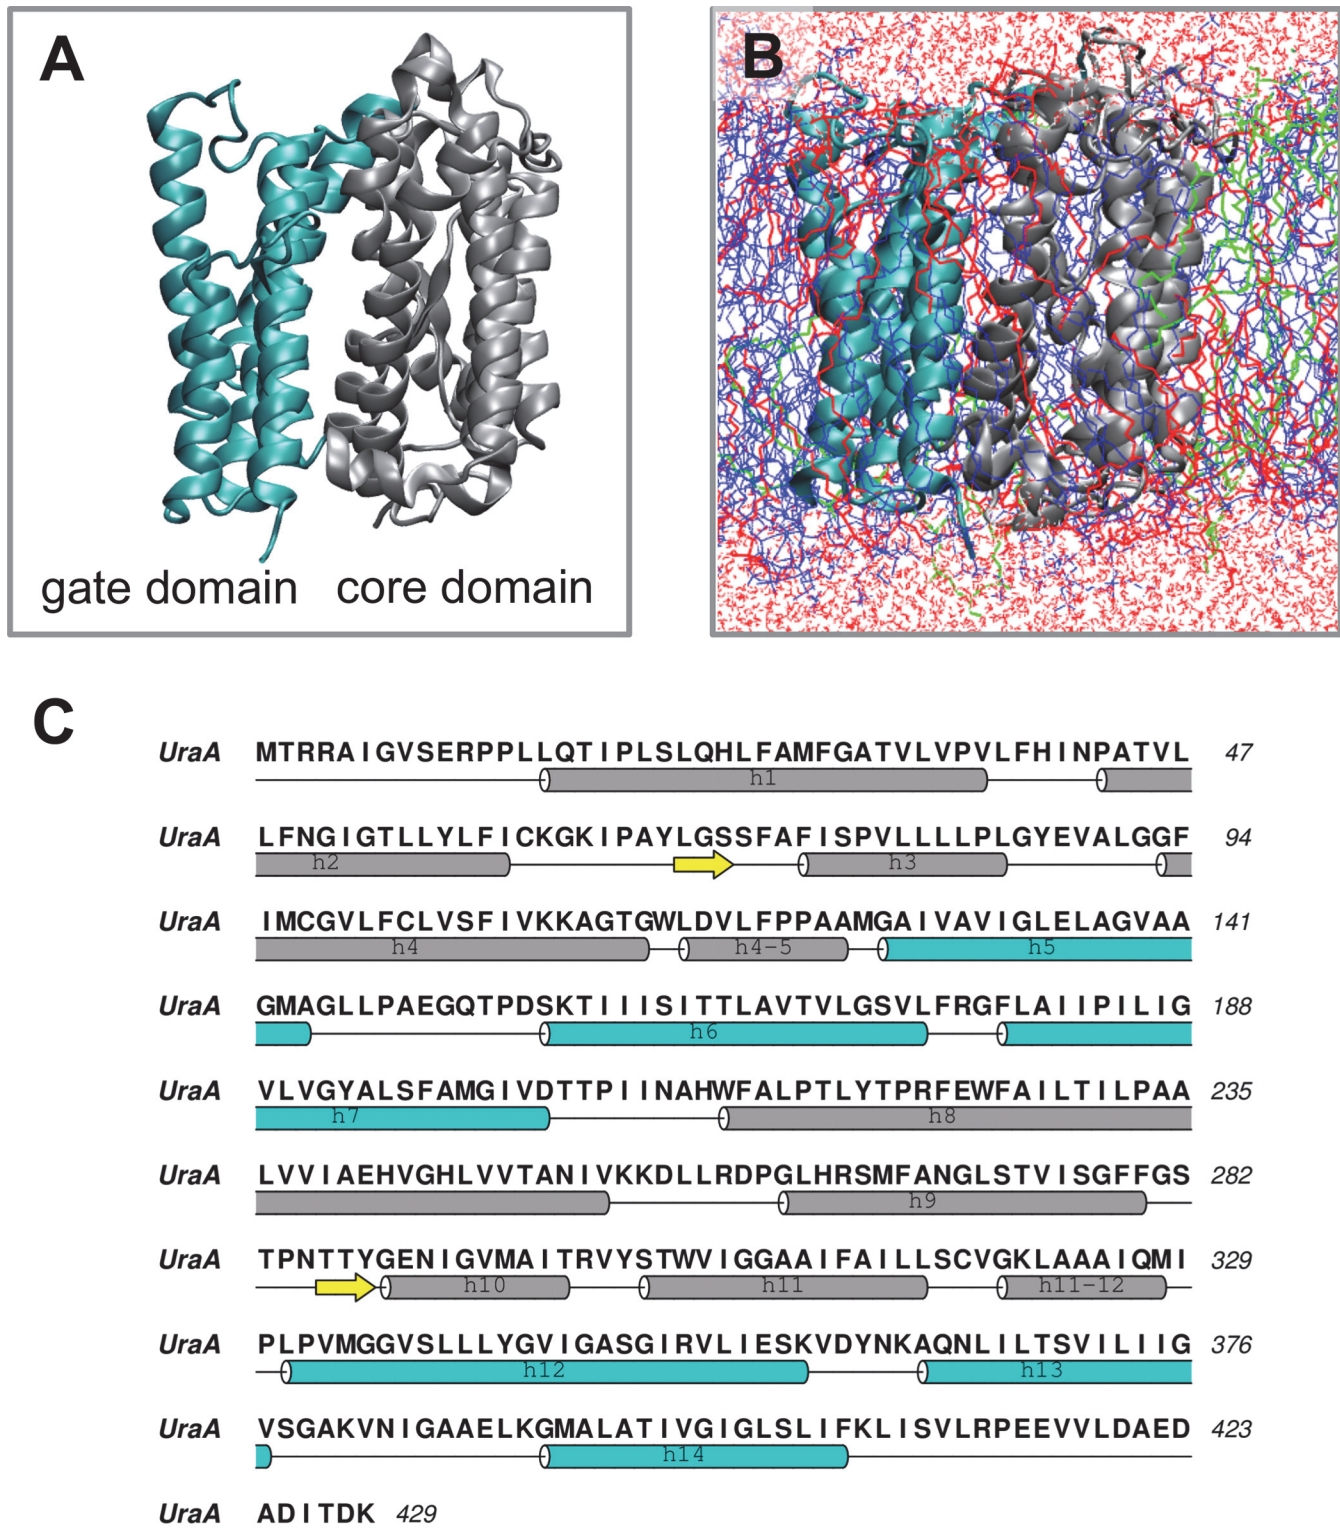 A
B
gate domain core domain
C
UraA MTRRAIGVSERPPLLQTIPLSLQHLFAMFGATVLVPVLFHINPATVL 47
h1
UraA LFNGIGTLLYLFICKGKIPAYLGSSFAFISPVLLLLPLGYEVALGGF 94
h2 h3
UraA IMCGVLFCLVSFIVKKAGTGWLDVLFPPAAMGAIVAVIGLELAGVAA 141
h4 h4-5 h5
UraA GMAGLLPAEGQTPDSKTIIISITTLAVTVLGSVLFRGFLAIIPILIG 188
h6
UraA VLVGYALSFAMGIVDTTPIINAHWFALPTLYTPRFEWFAILTILPAA 235
h7 h8
UraA LVVIAEHVGHLVVTANIVKKDLLRDPGLHRSMFANGLSTVISGFFGS 282
h9
UraA TPNTTYGENIGVMAITRVYSTWVIGGAAIFAILLSCVGKLAAAIQMI 329
h10 h11 h11-12
UraA PLPVMGGVSLLLYGVIGASGIRVLIESKVDYNKAQNLILTSVILIIG 376
h12 h13
UraA VSGAKVNIGAAELKGMALATIVGIGLSLIFKLISVLRPEEVVLDAED 423
h14
UraA ADITDK 429